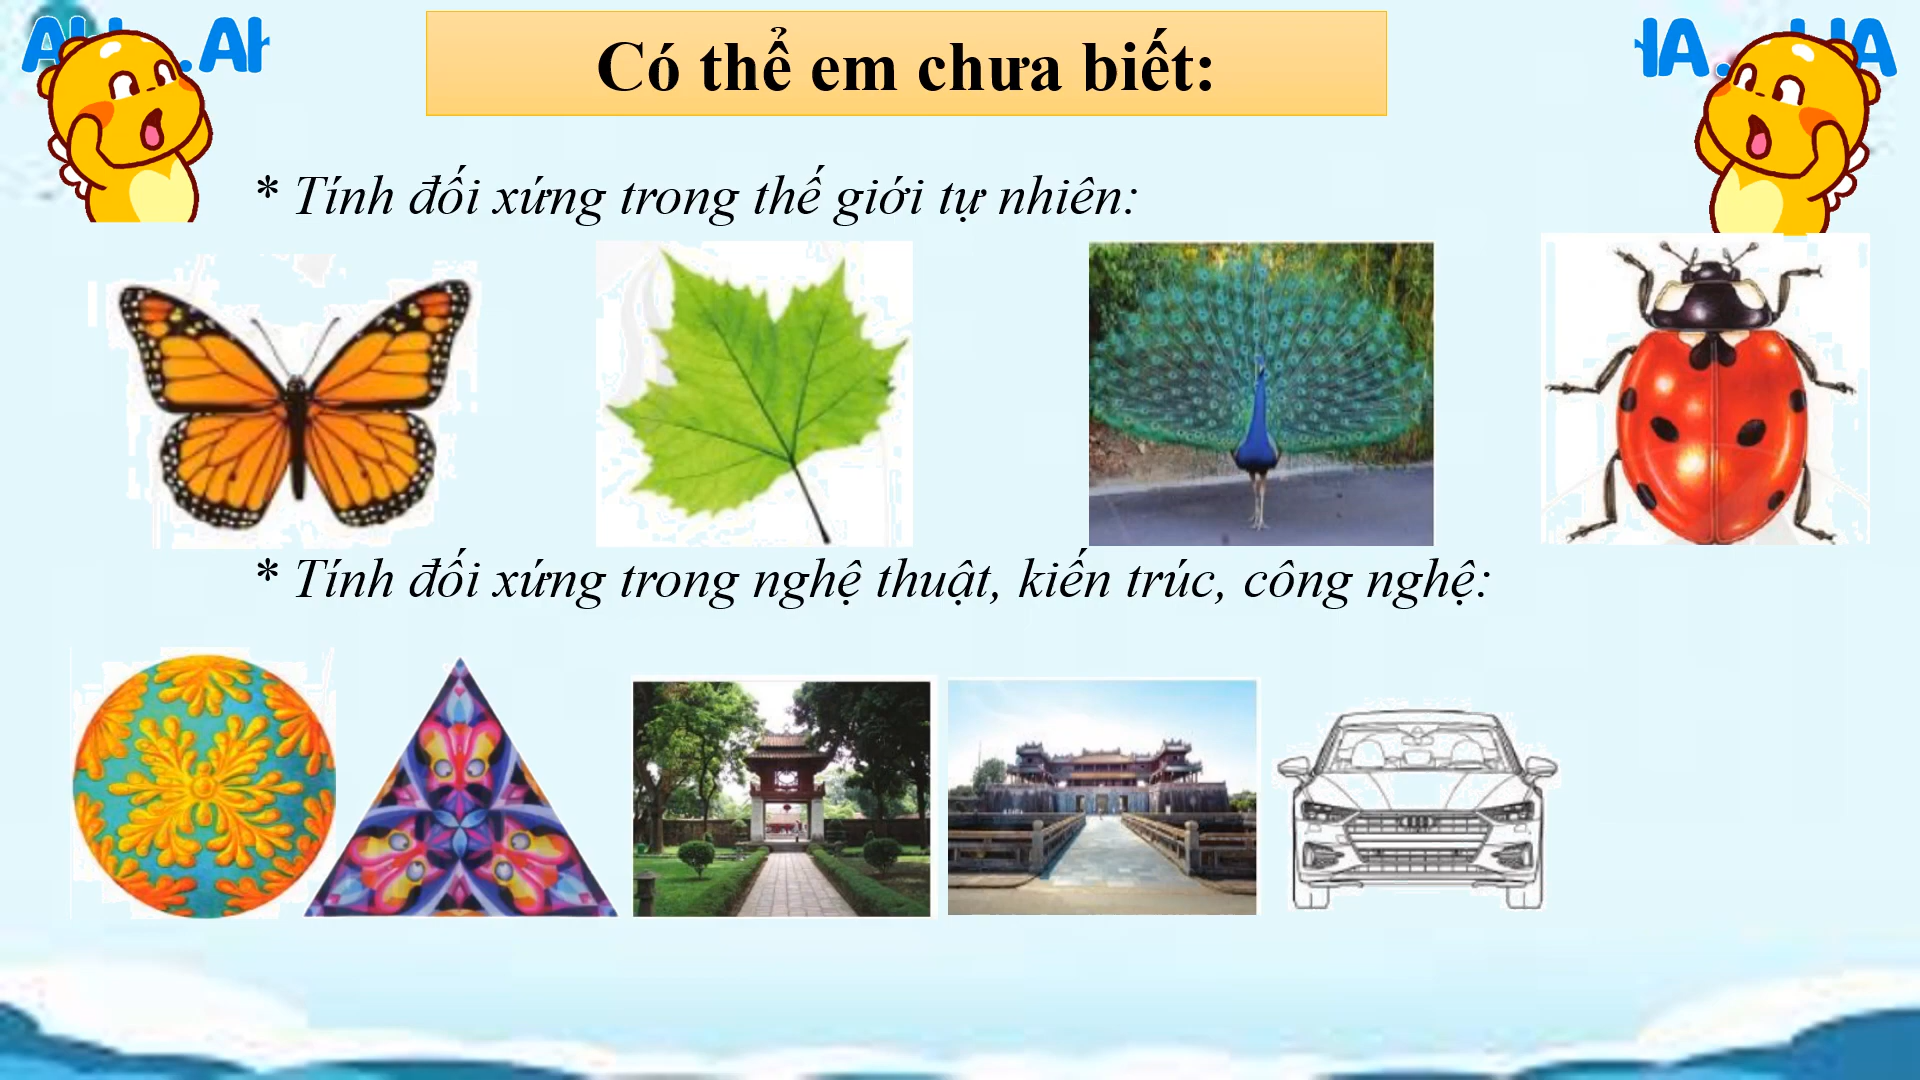 Có thể em chưa biết:
* Tính đối xứng trong thế giới tự nhiên:
* Tính đối xứng trong nghệ thuật, kiến trúc, công nghệ: